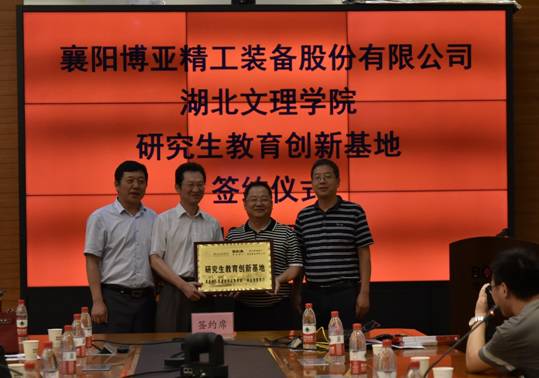 襄阳博亚精工装备股份有限公司
湖北文理学院
研究生教育创新基地
签约仪式
研究生教育创新基地
签约席